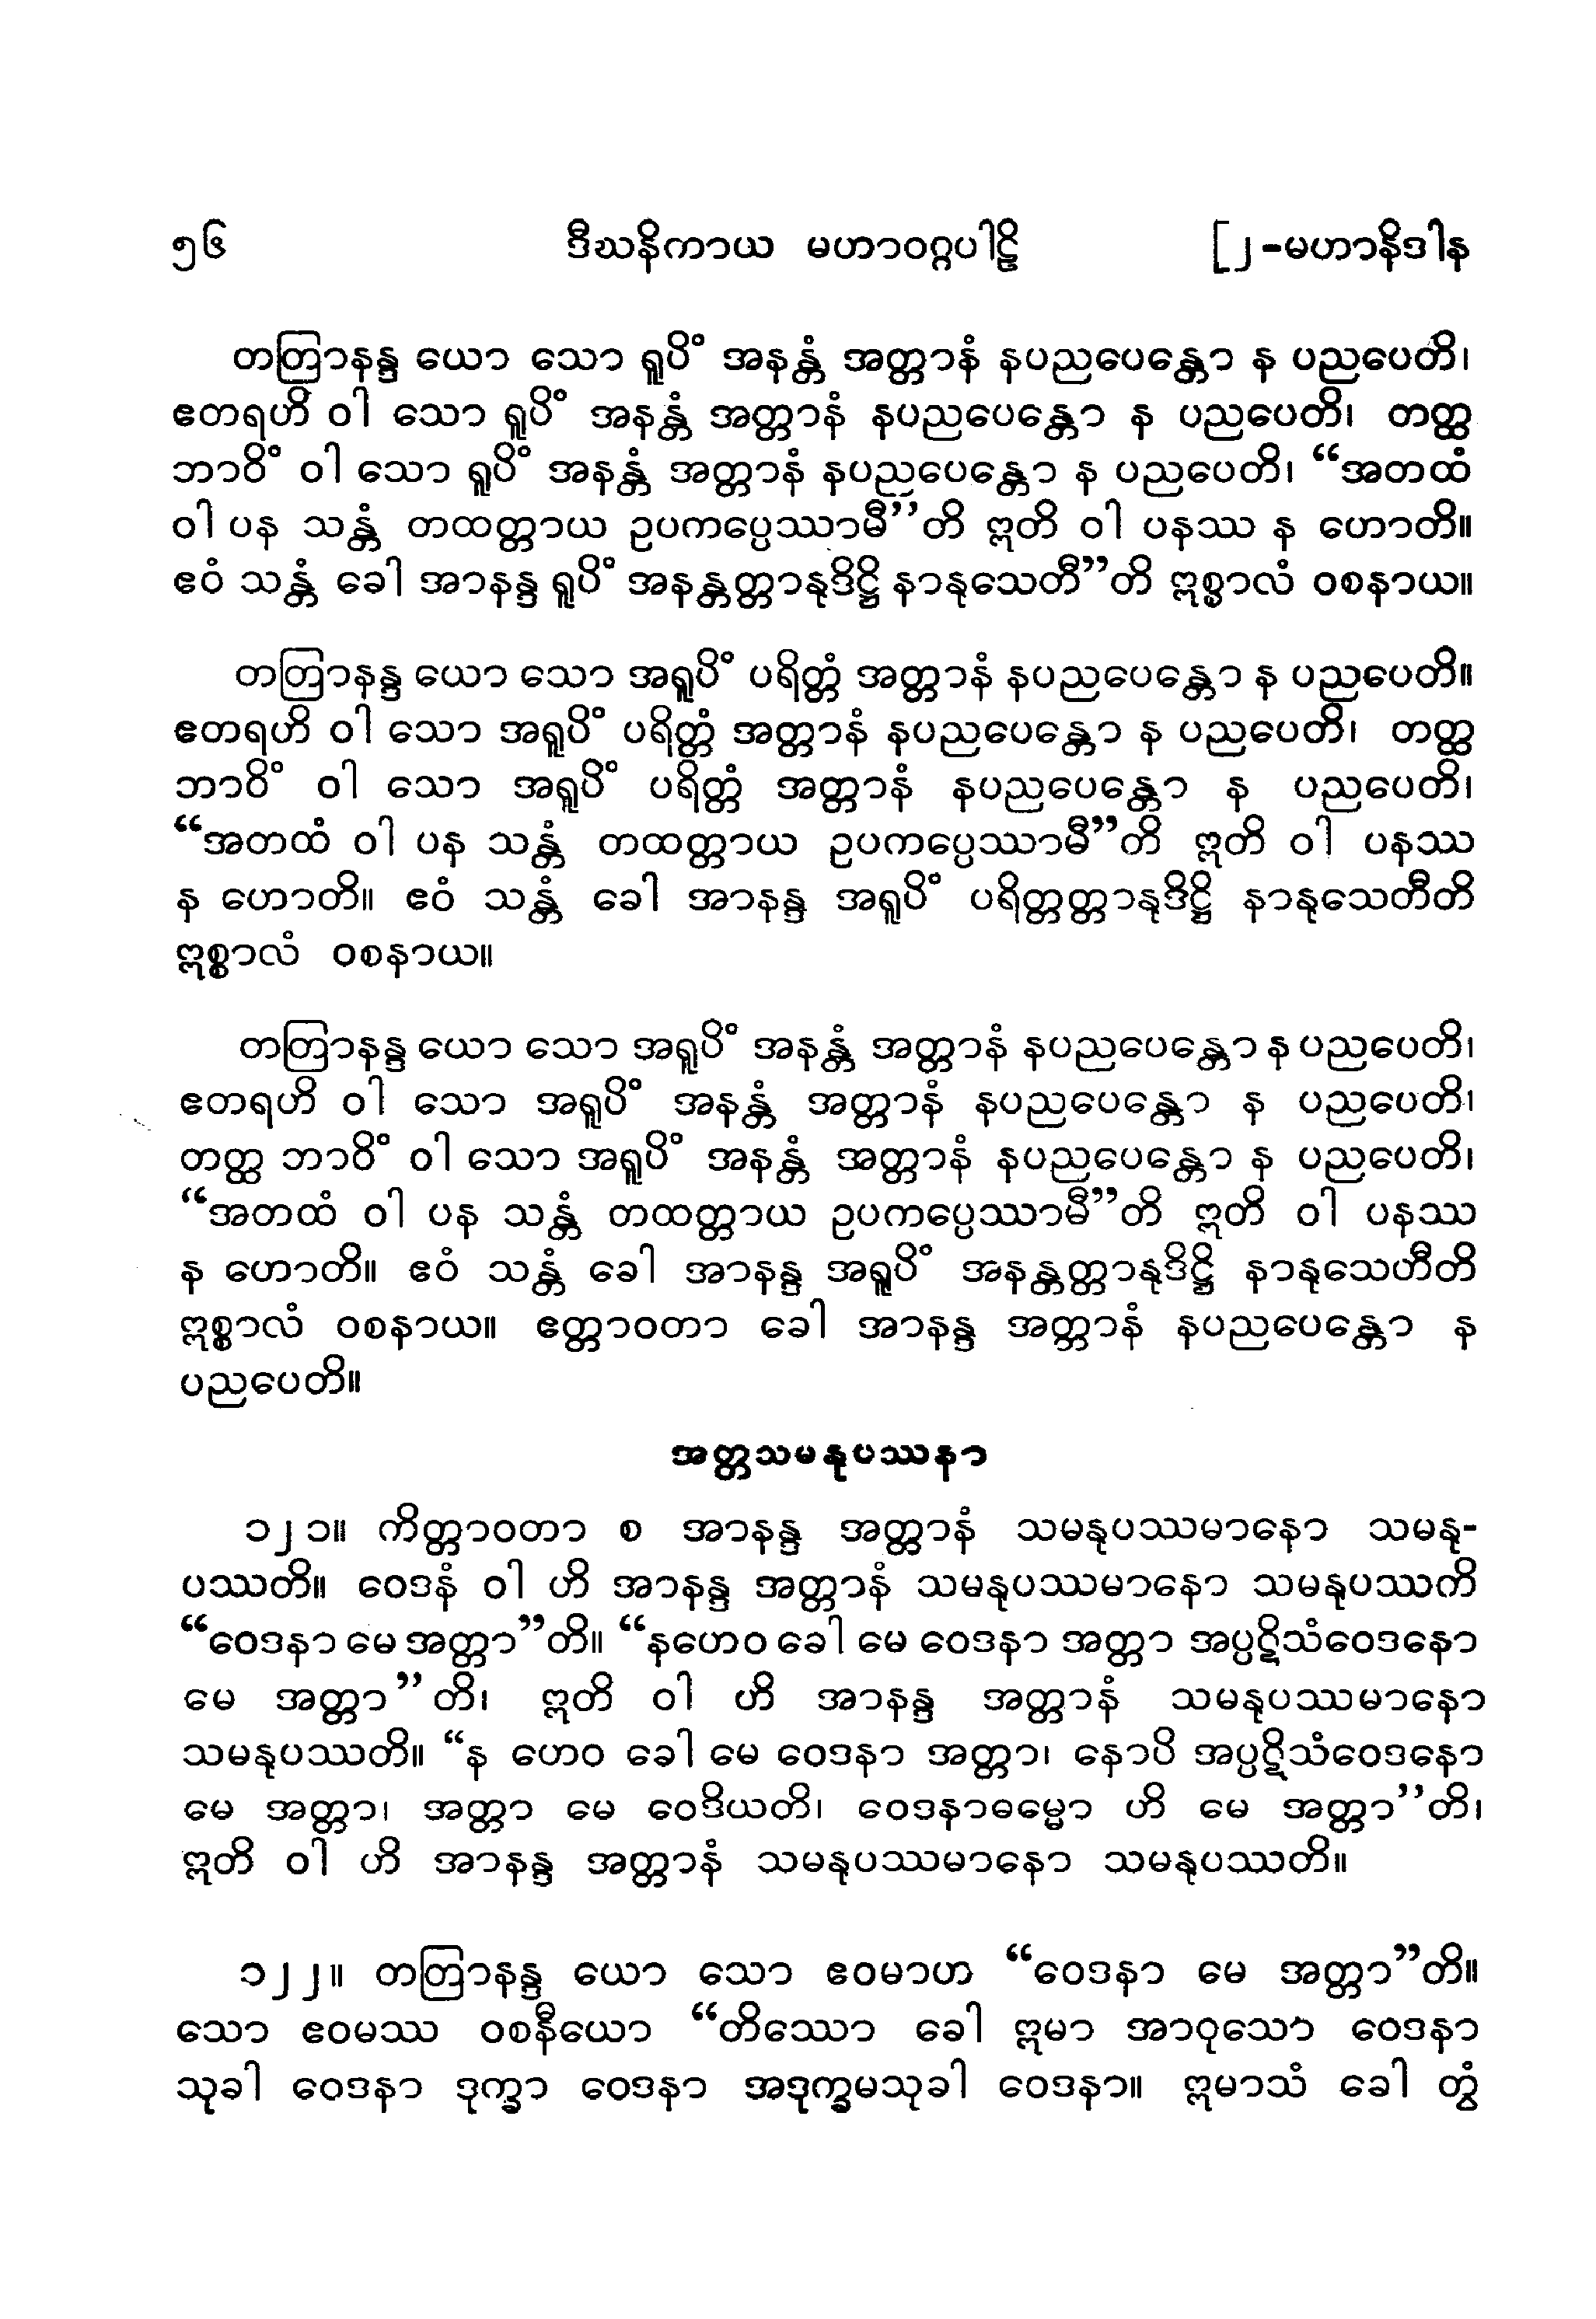 ၅၆ ဒီဃနိကာယ မဟာဝဂ္ဂပါဠိ [၂-မဟာနိဒါန
တတြာနန္ဒ ယော သော ရူပိံ အနန္တံ အတ္တာနံ နပညပေန္တော န ပညပေတိ၊
ဧတရဟိ ဝါ သော ရူပိံ အနန္တံ အတ္တာနံ နပညပေန္တော န ပညပေတိ၊ တတ္ထ
ဘာဝိံ ဝါ သော ရူပိံ အနန္တံ အတ္တာနံ နပညပေန္တော န ပညပေတိ၊ “အတထံ
ဝါ ပန သန္တံ တထတ္တာယ ဥပကပ္ပေဿာမီ”တိ ဣတိ ဝါ ပနဿ န ဟောတိ။
ဧဝံ သန္တံ ခေါ အာနန္ဒ ရူပိံ အနန္တတ္တာနုဒိဋ္ဌိ နာနုသေတီ”တိ ဣစ္စာလံ ဝစနာယ။
တတြာနန္ဒ ယော သော အရူပိံ ပရိတ္တံ အတ္တာနံ နပညပေန္တော န ပညပေတိ။
ဧတရဟိ ဝါ သော အရူပိံ ပရိတ္တံ အတ္တာနံ နပညပေန္တော န ပညပေတိ၊ တတ္ထ
ဘာဝိံ ဝါ သော အရူပိံ ပရိတ္တံ အတ္တာနံ နပညပေန္တော န ပညပေတိ၊
“အတထံ ဝါ ပန သန္တံ တထတ္တာယ ဥပကပ္ပေဿာမီ”တိ ဣတိ ဝါ ပနဿ
န ဟောတိ။ ဧဝံ သန္တံ ခေါ အာနန္ဒ အရူပိံ ပရိတ္တတ္တာနုဒိဋ္ဌိ နာနုသေတီတိ
ဣစ္စာလံ ဝစနာယ။
တတြာနန္ဒ ယော သော အရူပိံ အနန္တံ အတ္တာနံ နပညပေန္တော န ပညပေတိ၊
ဧတရဟိ ဝါ သော အရူပိံ အနန္တံ အတ္တာနံ နပညပေန္တော န ပညပေတိ၊
တတ္ထ ဘာဝိံ ဝါ သော အရူပိံ အနန္တံ အတ္တာနံ နပညပေန္တော န ပညပေတိ၊
“အတထံ ဝါ ပန သန္တံ တထတ္တာယ ဥပကပ္ပေဿာမီ”တိ ဣတိ ဝါ ပနဿ
န ဟောတိ။ ဧဝံ သန္တံ ခေါ အာနန္ဒ အရူပိံ အနန္တတ္တာနုဒိဋ္ဌိ နာနုသေဟီတိ
ဣစ္စာလံ ဝစနာယ။ ဧတ္တာဝတာ ခေါ အာနန္ဒ အတ္တာနံ နပညပေန္တော န
ပညပေတိ။
အတ္တသမနုပဿနာ
၁၂၁။ ကိတ္တာဝတာ စ အာနန္ဒ အတ္တာနံ သမနုပဿမာနော သမနု-
ပဿတိ။ ဝေဒနံ ဝါ ဟိ အာနန္ဒ အတ္တာနံ သမနုပဿမာနော သမနုပဿကိ
“ဝေဒနာ မေ အတ္တာ”တိ။ “နဟေဝ ခေါ မေ ဝေဒနာ အတ္တာ အပ္ပဋိသံဝေဒနော
မေ အတ္တာ”တိ၊ ဣတိ ဝါ ဟိ အာနန္ဒ အတ္တာနံ သမနုပဿမာနော
သမနုပဿတိ။ “န ဟေဝ ခေါ မေ ဝေဒနာ အတ္တာ၊ နောပိ အပ္ပဋိသံဝေဒနော
မေ အတ္တာ၊ အတ္တာ မေ ဝေဒိယတိ၊ ဝေဒနာဓမ္မော ဟိ မေ အတ္တာ”တိ၊
ဣတိ ဝါ ဟိ အာနန္ဒ အတ္တာနံ သမနုပဿမာနော သမနုပဿတိ။
၁၂၂။ တတြာနန္ဒ ယော သော ဧဝမာဟ “ဝေဒနာ မေ အတ္တာ”တိ။
သော ဧဝမဿ ဝစနီယော “တိဿော ခေါ ဣမာ အာဝုသော ဝေဒနာ
သုခါ ဝေဒနာ ဒုက္ခာ ဝေဒနာ အဒုက္ခမသုခါ ဝေဒနာ။ ဣမာသံ ခေါ တွံ